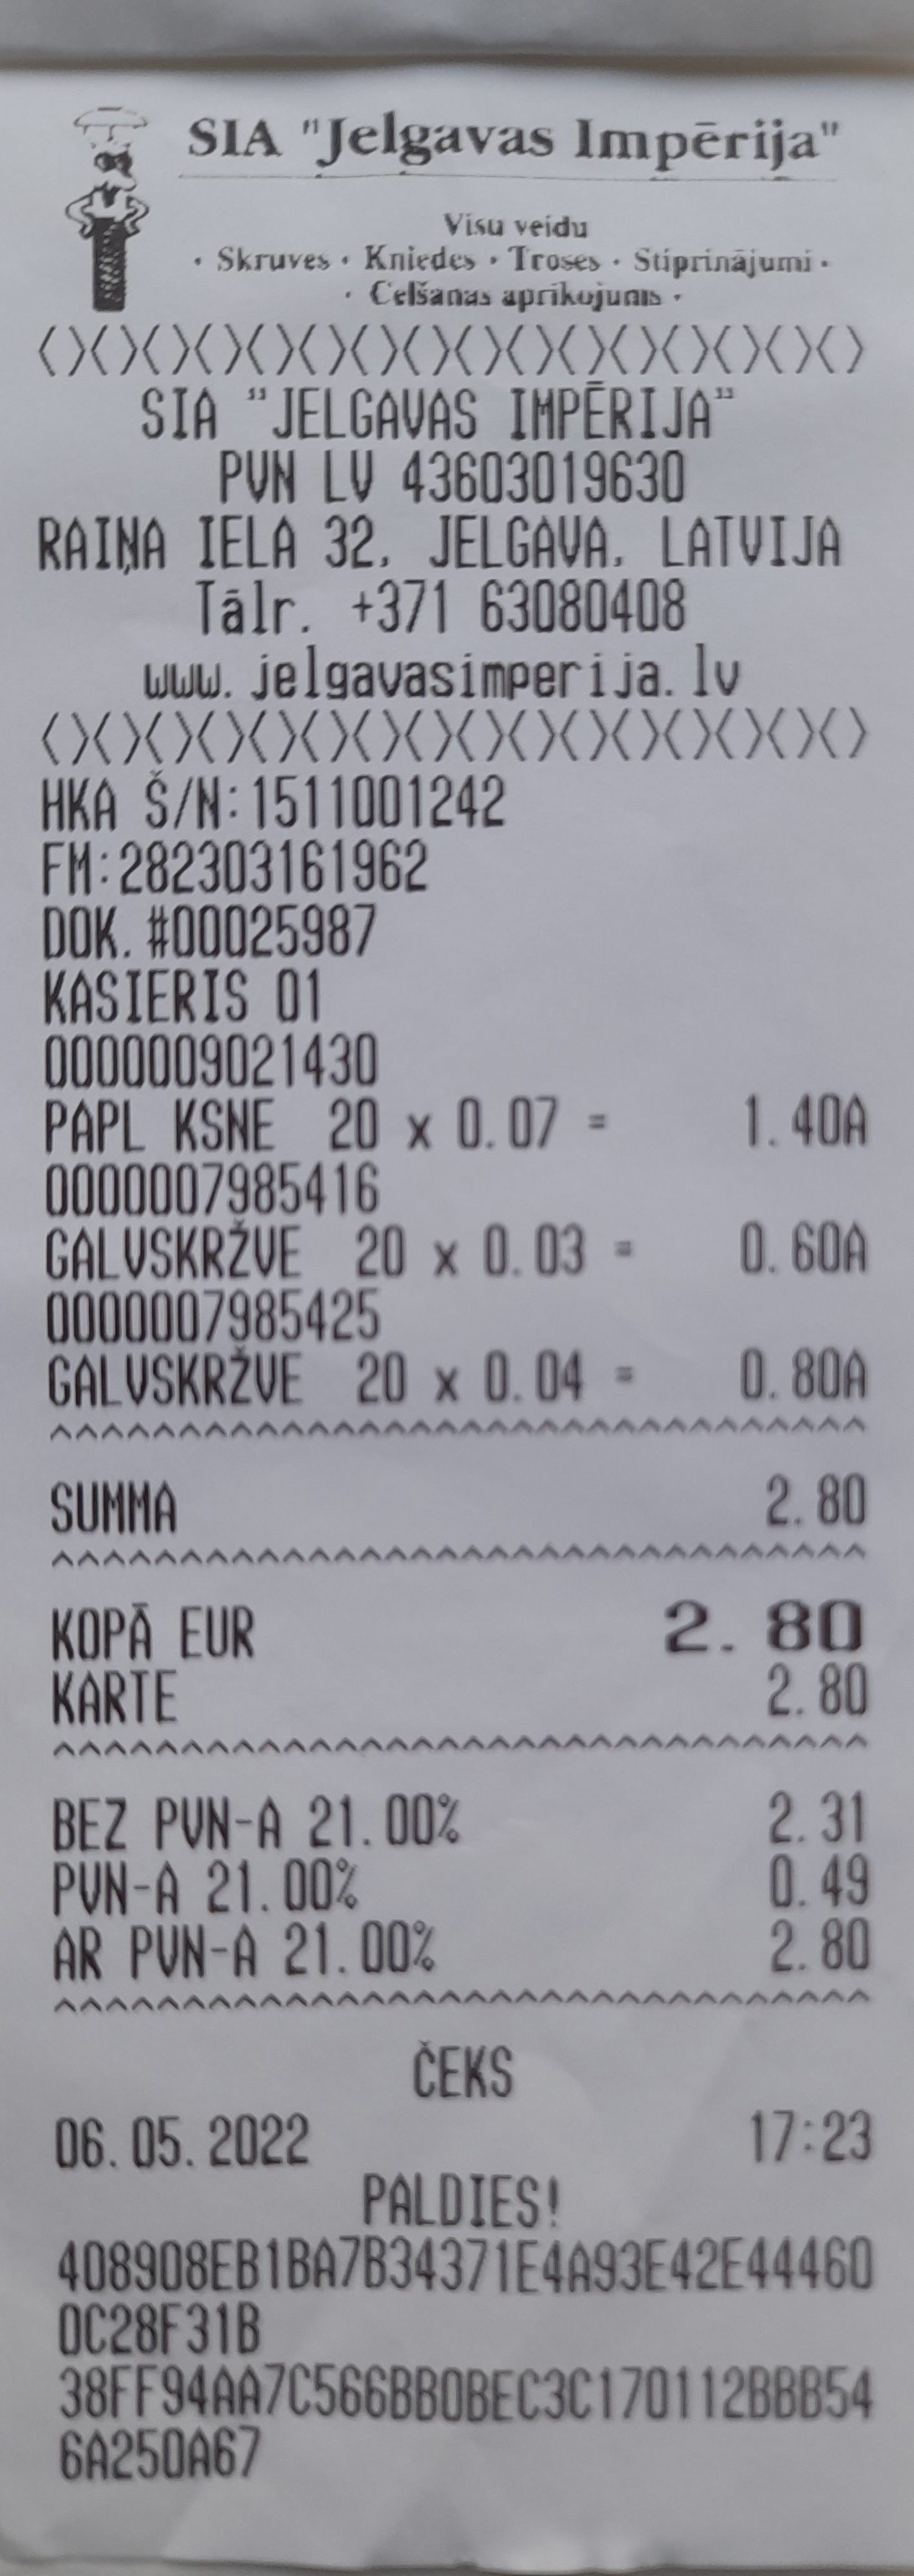 SIA "Jelgavas Impērija"
Visu veidu
· Skruves · Kniedes · Troses · Stiprinājumi ·
· Celšanas aprīkojums ·
SIA "JELGAVAS IMPĒRIJA"
PVN LV 43603019630
RAIŅA IELA 32, JELGAVA, LATVIJA
Tālr. +371 63080408
www.jelgavasimperija.lv
HKA Š/N:1511001242
FM:282303161962
DOK. #00025987
KASIERIS 01
0000009021430
PAPL KSNE 20 x 0.07 = 1.40A
0000007985416
GALVSKRŽVE 20 x 0.03 = 0.60A
0000007985425
GALVSKRŽVE 20 x 0.04 = 0.80A
SUMMA 2.80
KOPĀ EUR 2.80
KARTE 2.80
BEZ PVN-A 21.00% 2.31
PVN-A 21.00% 0.49
AR PVN-A 21.00% 2.80
ČEKS
06.05.2022 17:23
PALDIES!
408908EB1BA7B34371E4A93E42E44460
0C28F31B
38FF94AA7C566BB0BEC3C170112BBB54
6A250A67